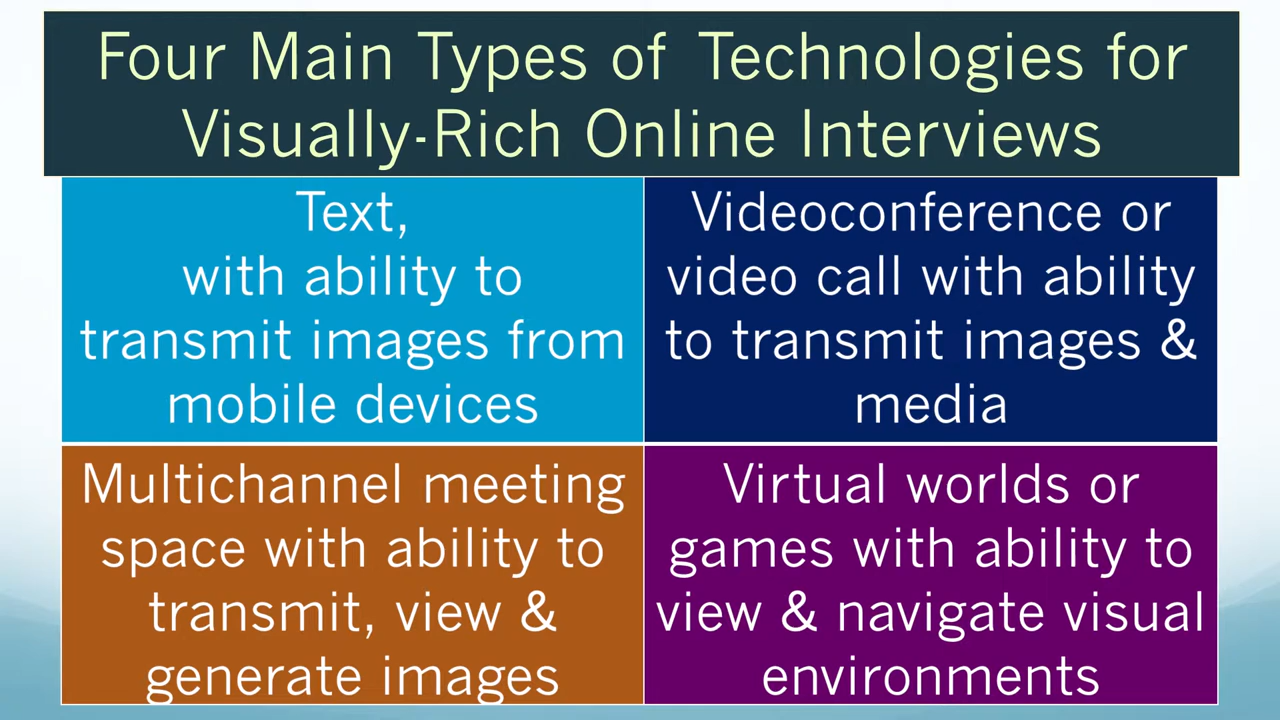 Four Main Types of Technologies for
Visually-Rich Online Interviews
Text,
with ability to
transmit images from
mobile devices
Videoconference or
video call with ability
to transmit images &
media
Multichannel meeting
space with ability to
transmit, view &
generate images
Virtual worlds or
games with ability to
view & navigate visual
environments